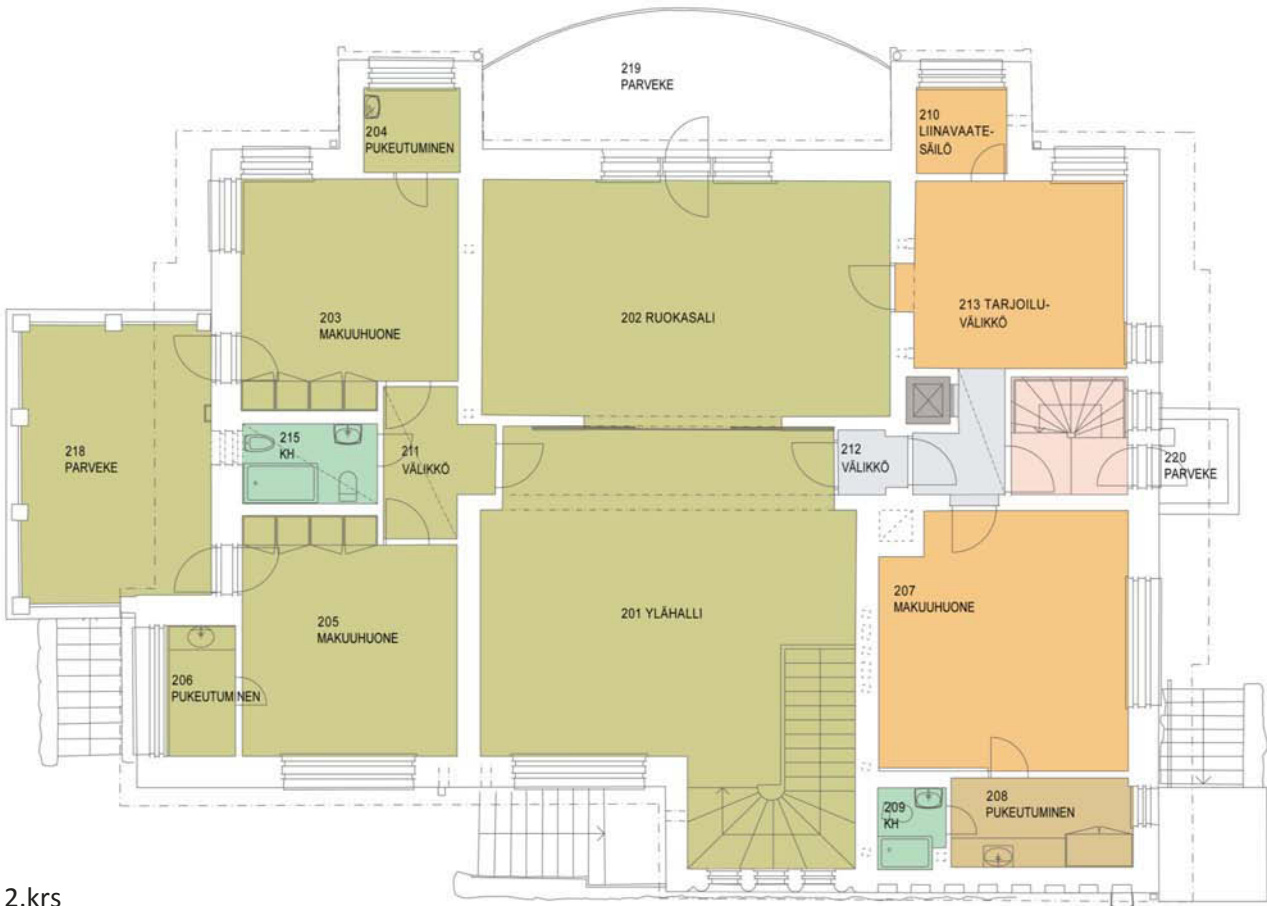 219
PARVEKE
204
PUKEUTUMINEN
210
LIINAVAATE-
SÄILÖ
203
MAKUUHUONE
202 RUOKASALI
213 TARJOILU-
VÄLIKKÖ
218
PARVEKE
215
KH
211
VÄLIKKÖ
212
VÄLIKKÖ
220
PARVEKE
205
MAKUUHUONE
201 YLÄHALLI
207
MAKUUHUONE
206
PUKEUTUMINEN
209
KH
208
PUKEUTUMINEN
2.krs